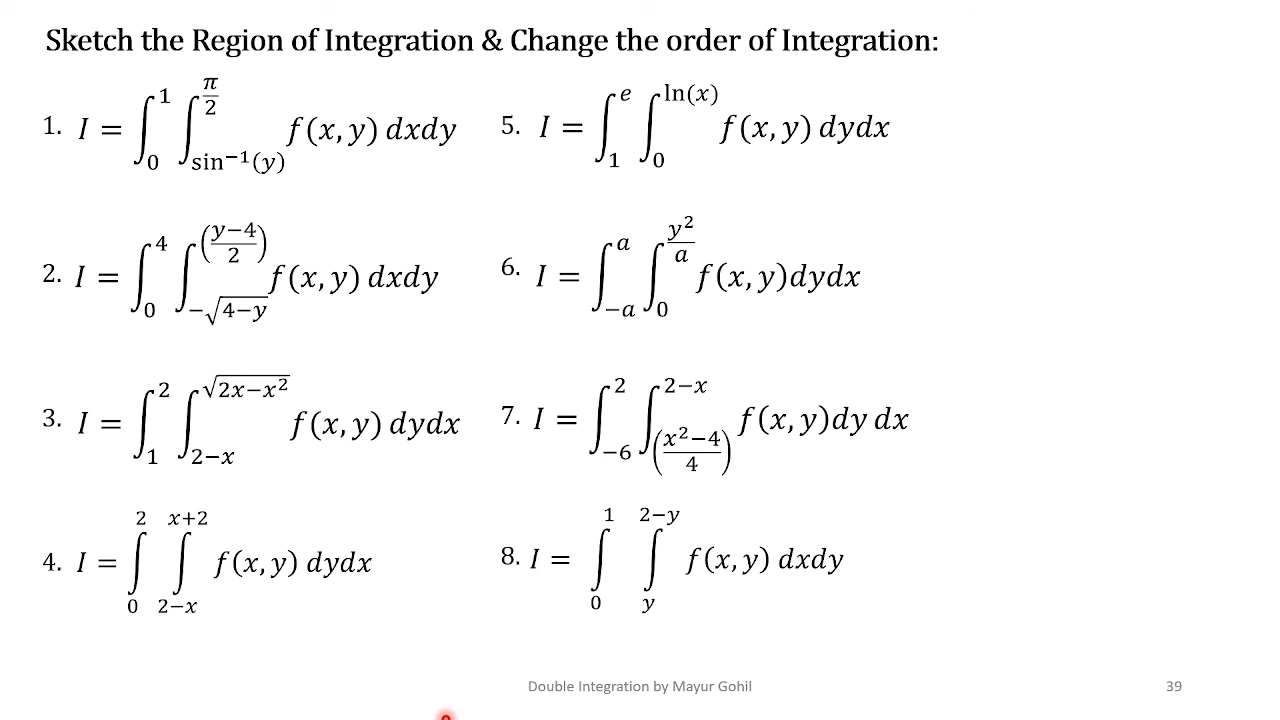 Sketch the Region of Integration & Change the order of Integration:
1. I = ∫_0^1 ∫_{sin⁻¹(y)}^{π/2} f(x, y) dxdy
2. I = ∫_0^4 ∫_{−√(4−y)}^{((y−4)/2)} f(x, y) dxdy
3. I = ∫_1^2 ∫_{2−x}^{√(2x−x²)} f(x, y) dydx
4. I = ∫_0^2 ∫_{2−x}^{x+2} f(x, y) dydx
5. I = ∫_1^e ∫_0^{ln(x)} f(x, y) dydx
6. I = ∫_{−a}^a ∫_0^{y²/a} f(x, y)dydx
7. I = ∫_{−6}^2 ∫_{((x²−4)/4)}^{2−x} f(x, y)dy dx
8. I = ∫_0^1 ∫_y^{2−y} f(x, y) dxdy
Double Integration by Mayur Gohil
39